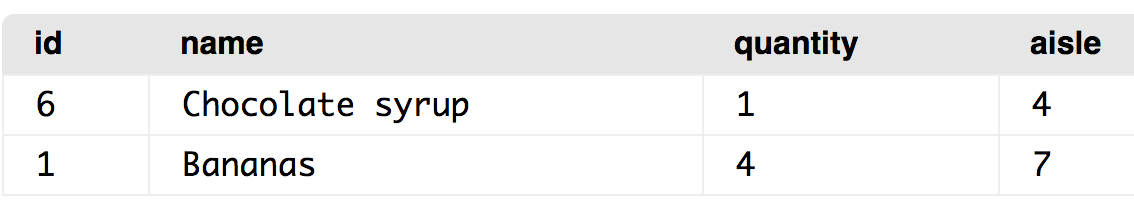 id name quantity aisle
6 Chocolate syrup 1 4
1 Bananas 4 7